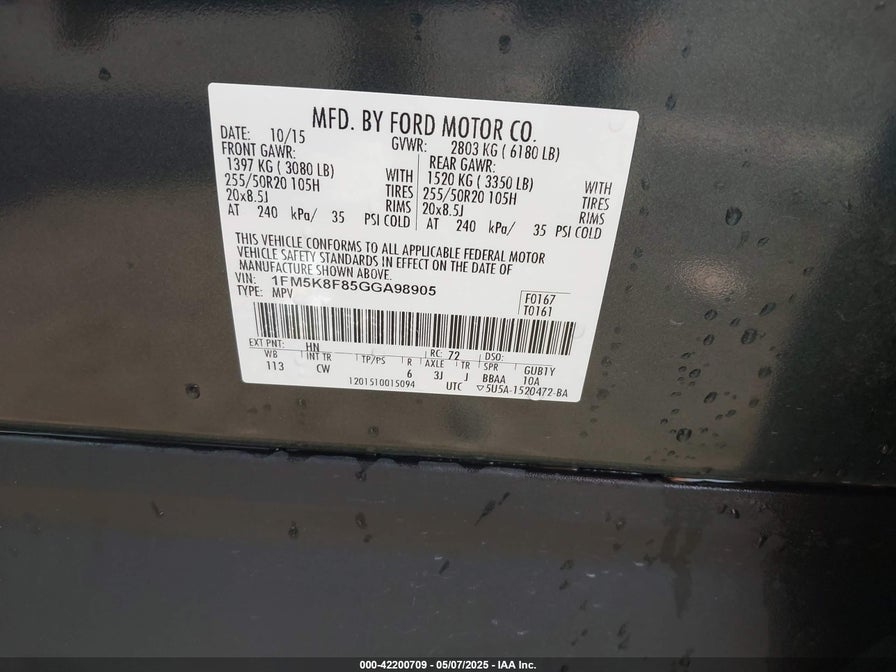 MFD. BY FORD MOTOR CO.
DATE: 10/15 GVWR: 2803 KG ( 6180 LB)
FRONT GAWR: REAR GAWR:
1397 KG ( 3080 LB) WITH 1520 KG ( 3350 LB) WITH
255/50R20 105H TIRES 255/50R20 105H TIRES
20x8.5J RIMS 20x8.5J RIMS
AT 240 kPa/ 35 PSI COLD AT 240 kPa/ 35 PSI COLD
THIS VEHICLE CONFORMS TO ALL APPLICABLE FEDERAL MOTOR
VEHICLE SAFETY STANDARDS IN EFFECT ON THE DATE OF
MANUFACTURE SHOWN ABOVE.
VIN: 1FM5K8F85GGA98905
TYPE: MPV
F0167
T0161
EXT PNT: HN RC: 72 DSO:
WB INT TR TP/PS R AXLE TR SPR GUB1Y
113 CW 6 3J J BBAA 10A
1201510015094 UTC ▽5U5A-1520472-BA
000-42200709 - 05/07/2025 - IAA Inc.